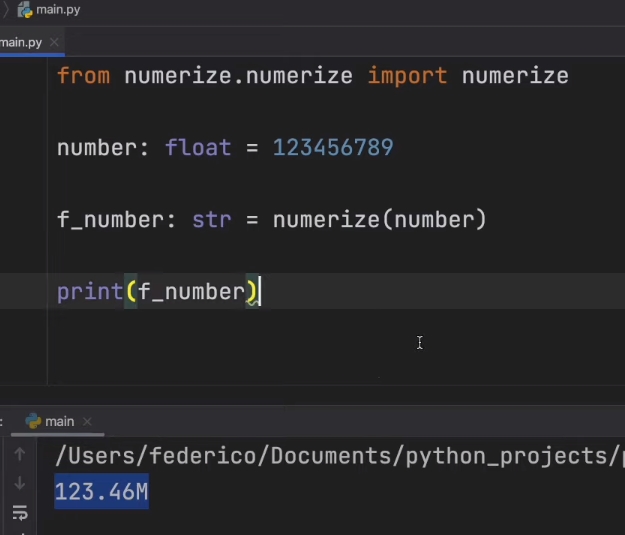 main.py
main.py
from numerize.numerize import numerize
number: float = 123456789
f_number: str = numerize(number)
print(f_number)
: main
/Users/federico/Documents/python_projects/
123.46M